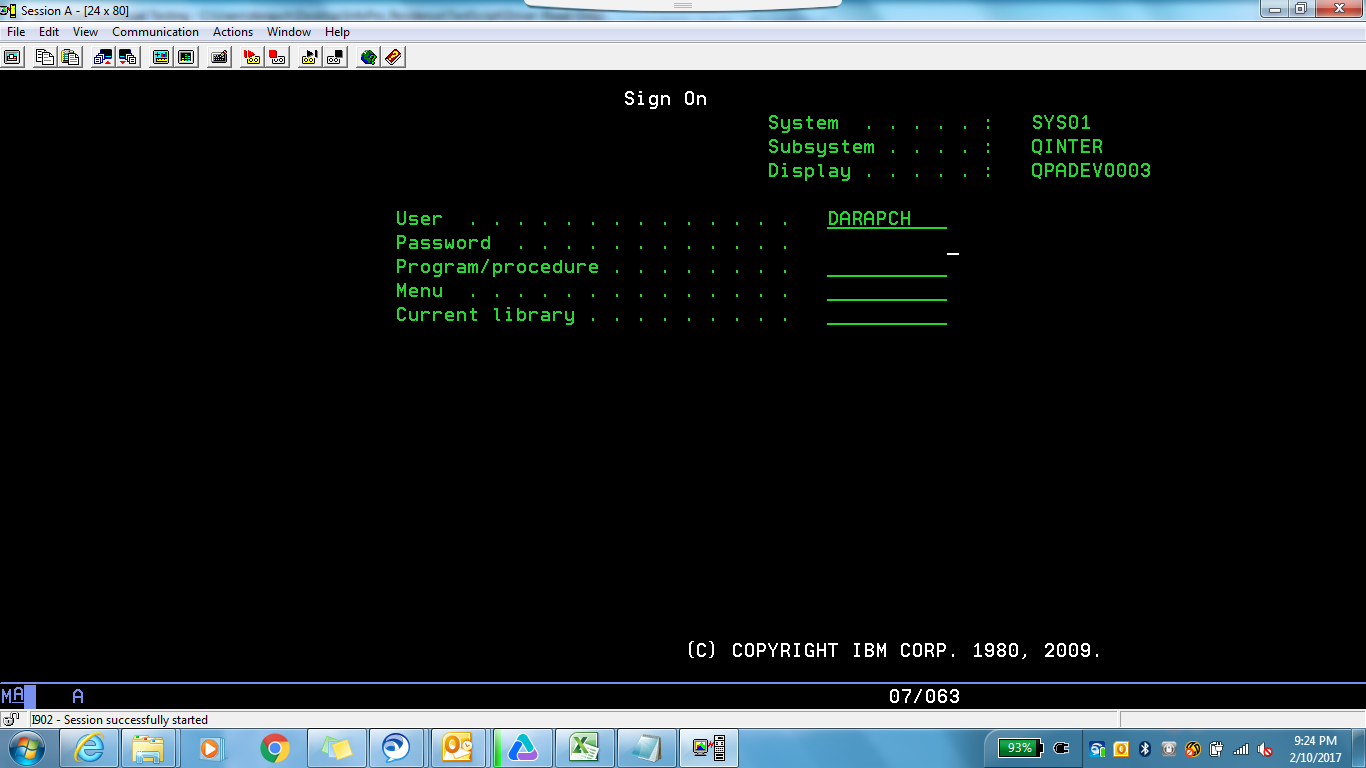 Session A - [24 x 80]
File Edit View Communication Actions Window Help
Sign On
System . . . . . : SYS01
Subsystem . . . . : QINTER
Display . . . . . : QPADEV0003
User . . . . . . . . . . . . . . DARAPCH
Password . . . . . . . . . . . .
Program/procedure . . . . . . . .
Menu . . . . . . . . . . . . . .
Current library . . . . . . . . .
(C) COPYRIGHT IBM CORP. 1980, 2009.
MA A 07/063
I902 - Session successfully started
93% 9:24 PM
2/10/2017